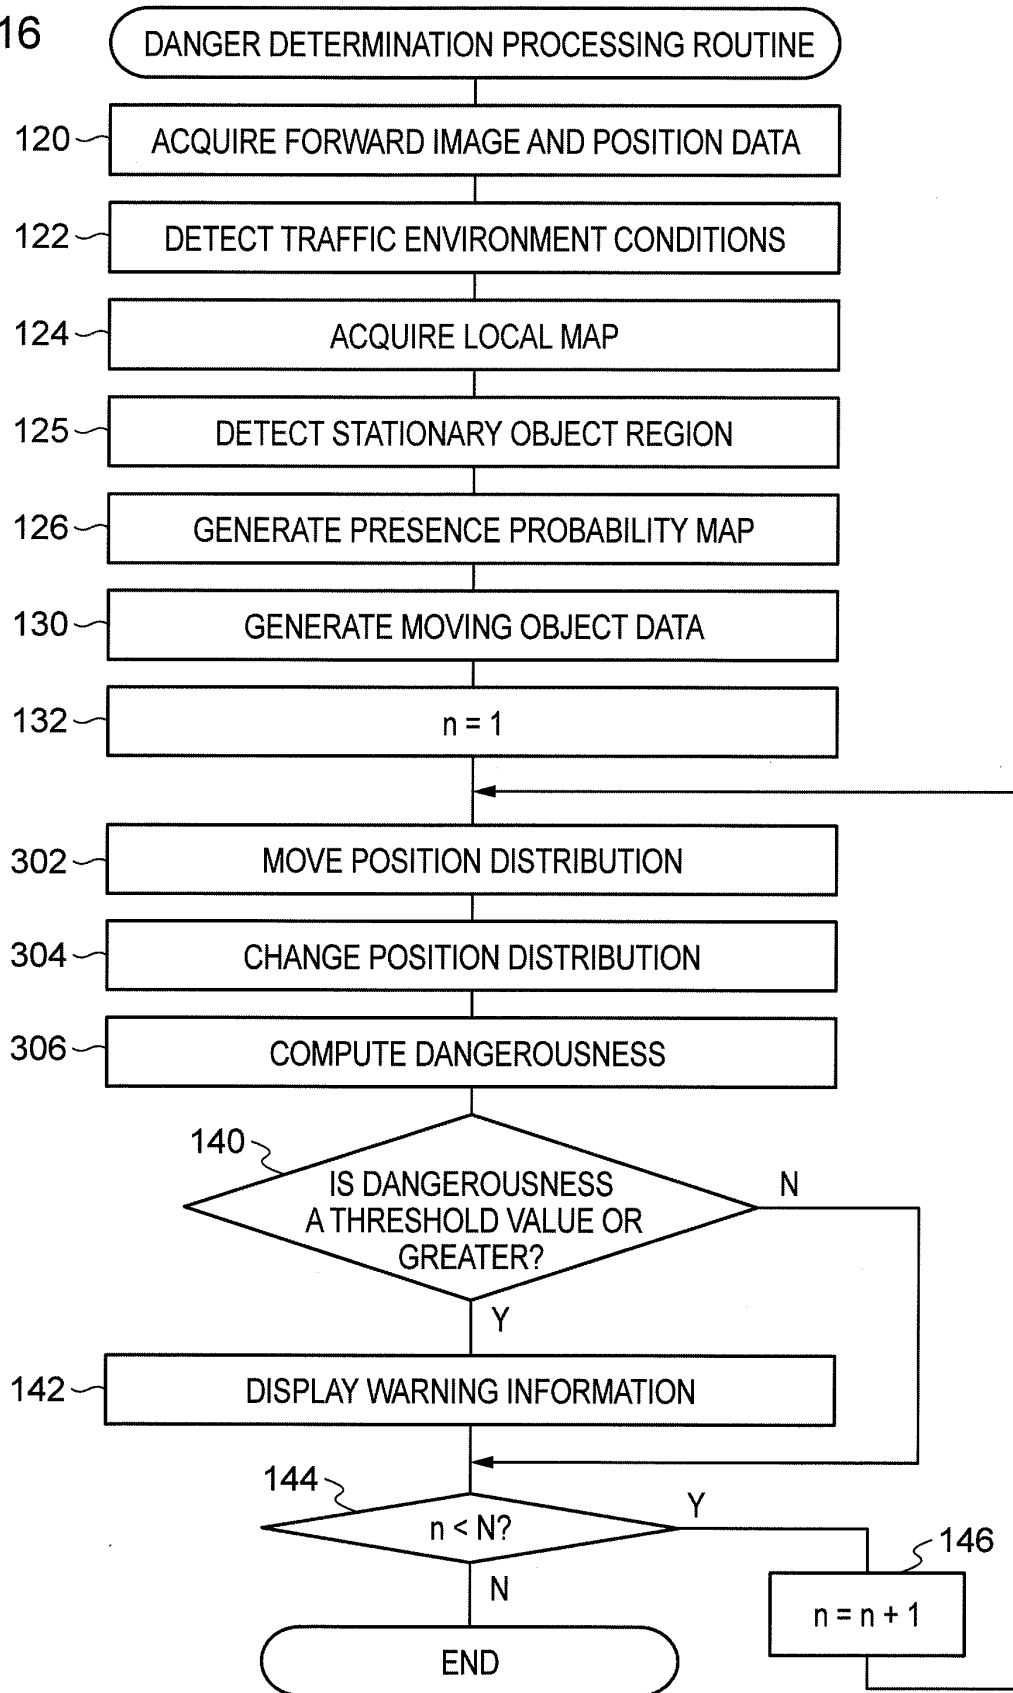 16
DANGER DETERMINATION PROCESSING ROUTINE
120
ACQUIRE FORWARD IMAGE AND POSITION DATA
122
DETECT TRAFFIC ENVIRONMENT CONDITIONS
124
ACQUIRE LOCAL MAP
125
DETECT STATIONARY OBJECT REGION
126
GENERATE PRESENCE PROBABILITY MAP
130
GENERATE MOVING OBJECT DATA
132
n = 1
302
MOVE POSITION DISTRIBUTION
304
CHANGE POSITION DISTRIBUTION
306
COMPUTE DANGEROUSNESS
140
IS DANGEROUSNESS
A THRESHOLD VALUE OR
GREATER?
N
Y
142
DISPLAY WARNING INFORMATION
144
n < N?
Y
N
146
n = n + 1
END